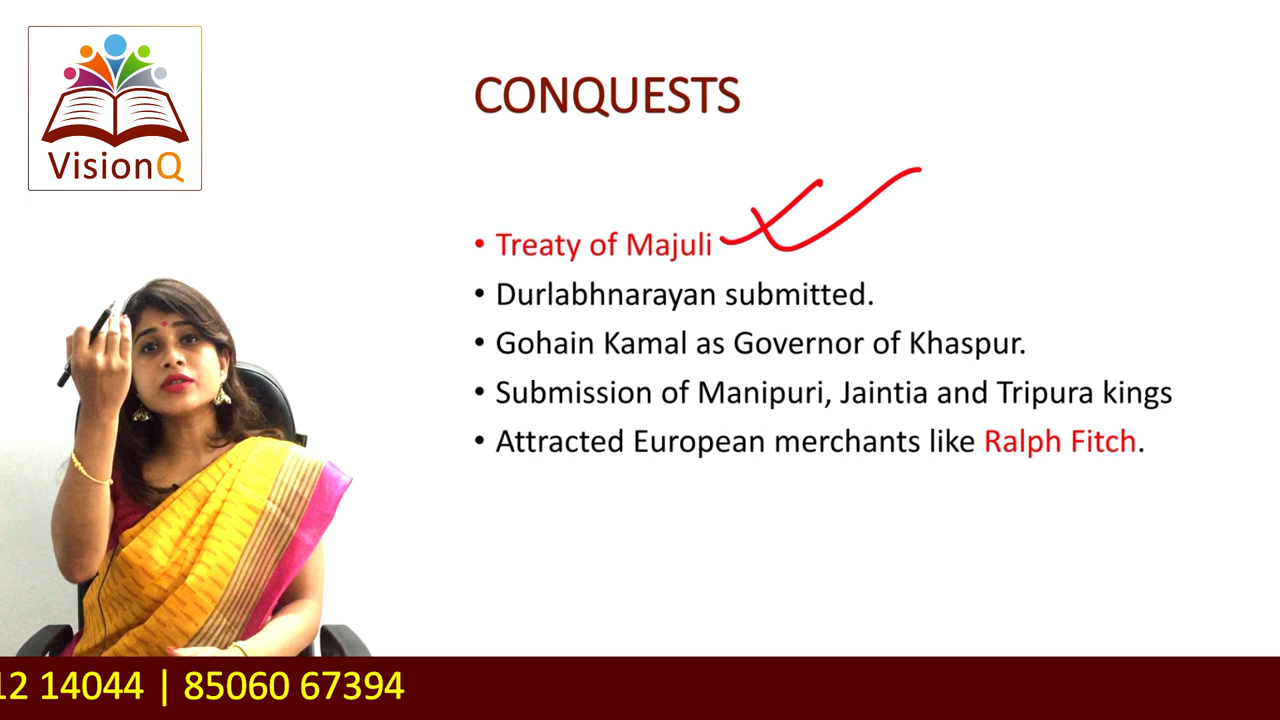 VisionQ
CONQUESTS
• Treaty of Majuli
• Durlabhnarayan submitted.
• Gohain Kamal as Governor of Khaspur.
• Submission of Manipuri, Jaintia and Tripura kings
• Attracted European merchants like Ralph Fitch.
12 14044 | 85060 67394